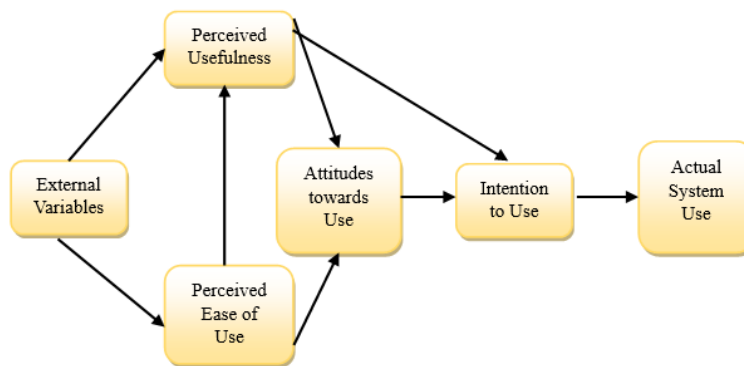 Perceived
Usefulness
External
Variables
Perceived
Ease of
Use
Attitudes
towards
Use
Intention
to Use
Actual
System
Use